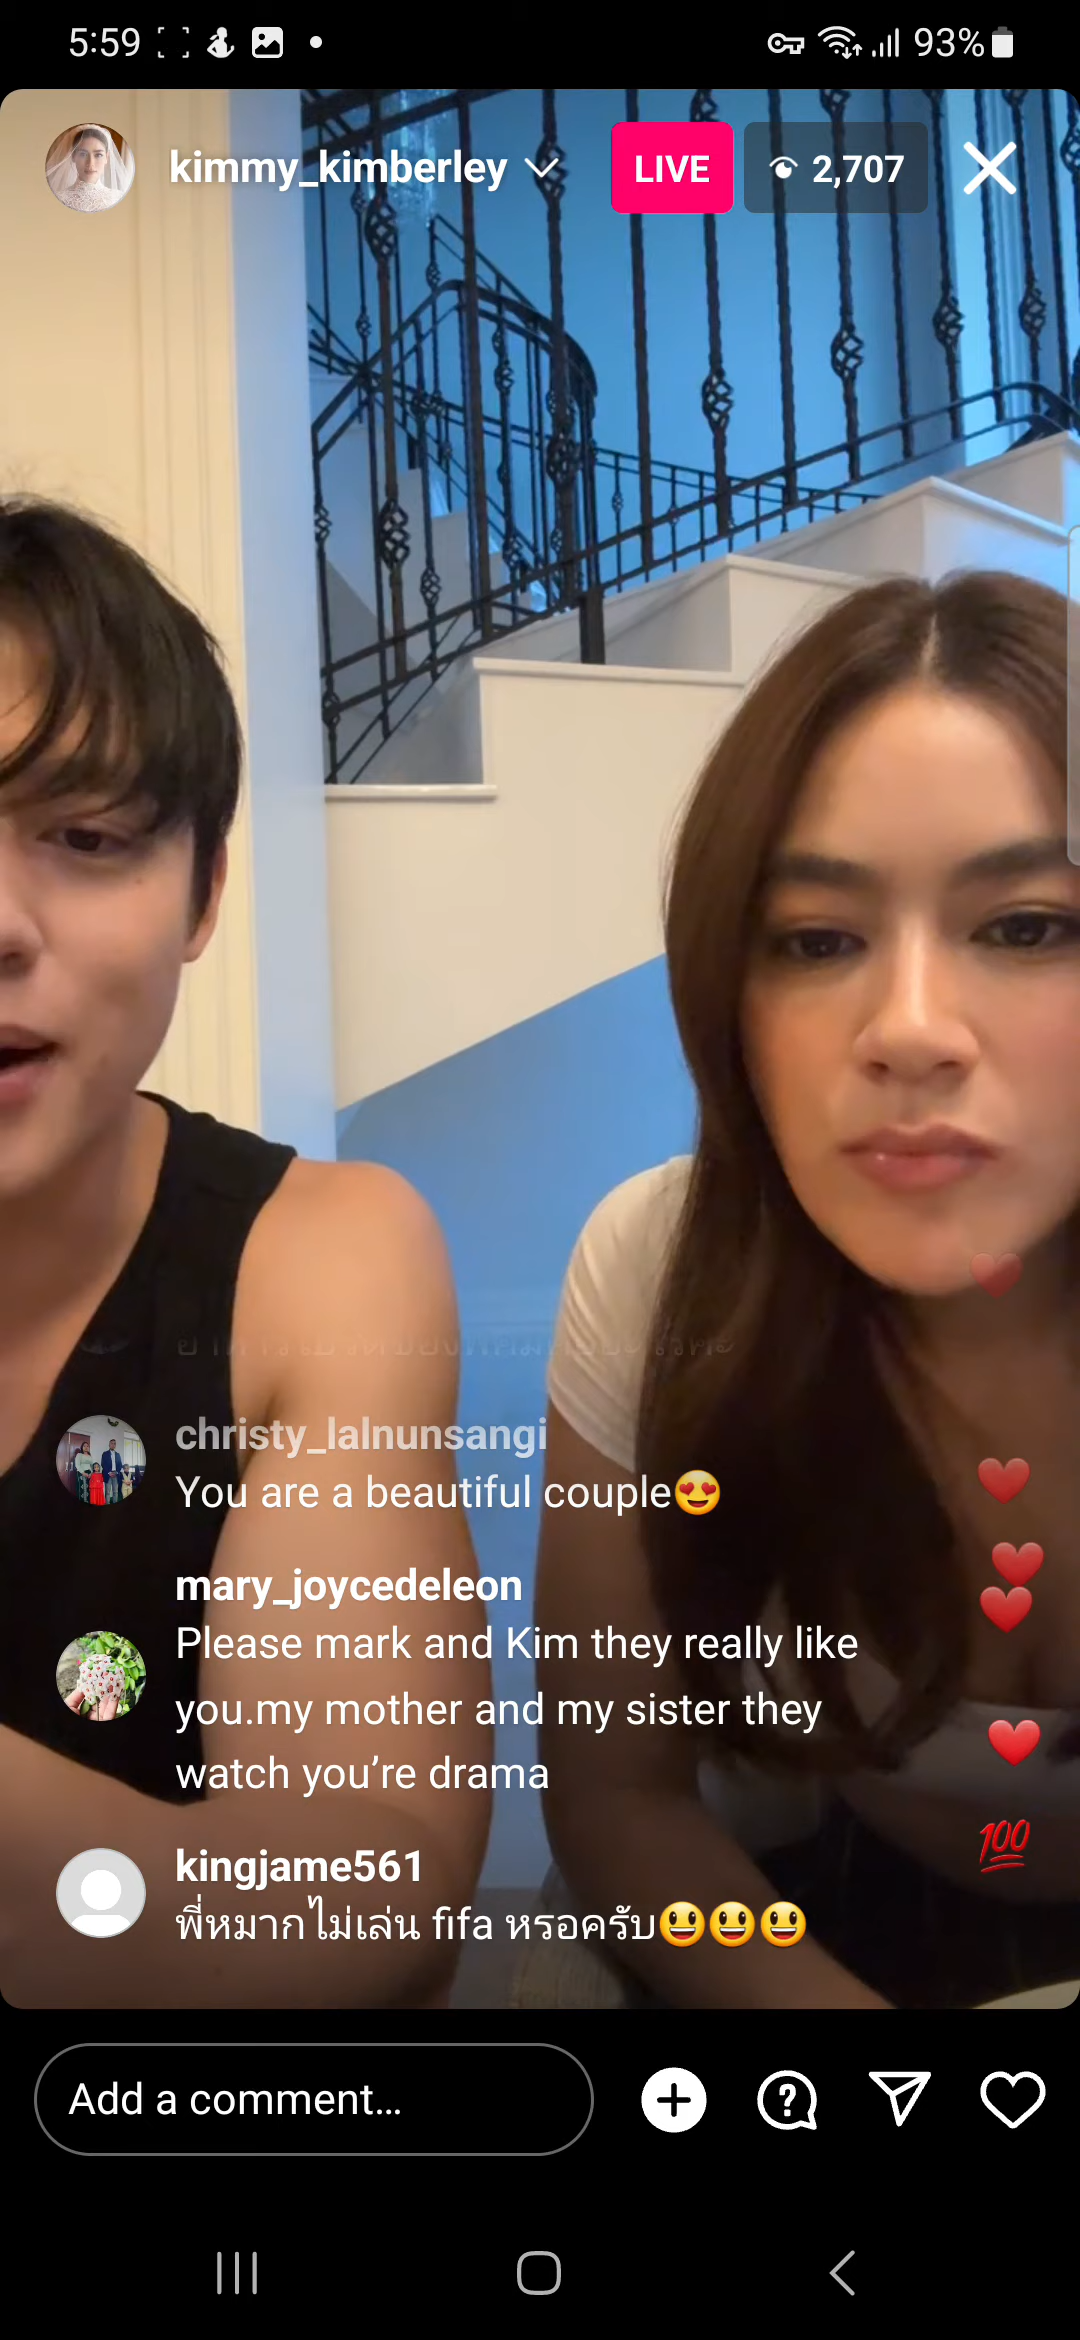 5:59
93%
kimmy_kimberley
LIVE
2,707
christy_lalnunsangi
You are a beautiful couple😍
mary_joycedeleon
Please mark and Kim they really like
you.my mother and my sister they
watch you’re drama
💯
kingjame561
พี่หมากไม่เล่น fifa หรอครับ😃😃😃
Add a comment...